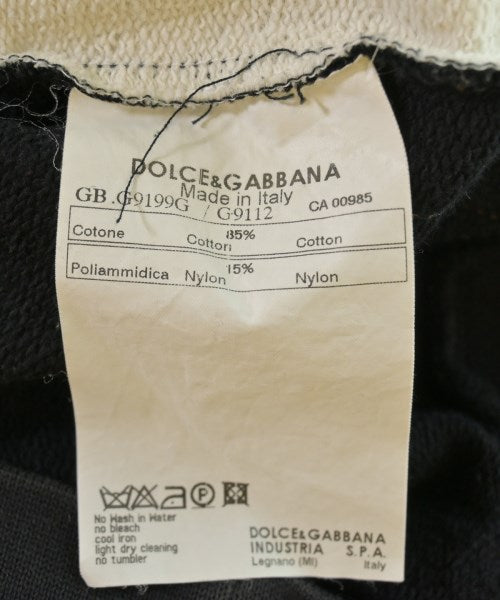 DOLCE&GABBANA
Made in Italy
GB .G9199G / G9112 CA 00985
Cotone Cotton 85% Cotton
Poliammidica Nylon 15% Nylon
P
No Wash in Water
no bleach
cool iron
light dry cleaning
no tumbler
DOLCE&GABBANA
INDUSTRIA S.P.A.
Legnano (MI) Italy